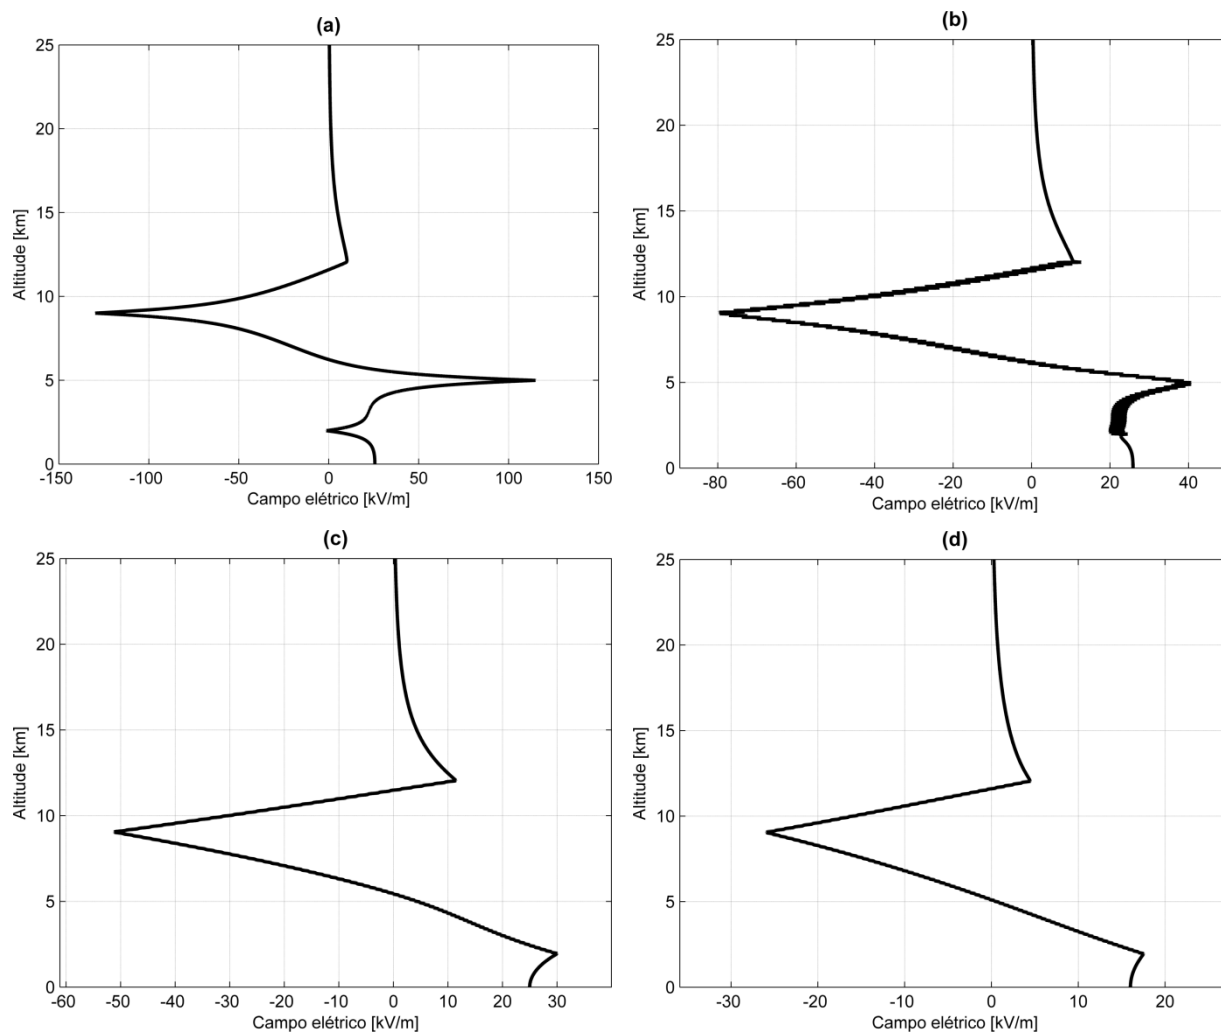 (a)
25
20
15
10
5
0
Altitude [km]
-150 -100 -50 0 50 100 150
Campo elétrico [kV/m]
(b)
25
20
15
10
5
0
Altitude [km]
-80 -60 -40 -20 0 20 40
Campo elétrico [kV/m]
(c)
25
20
15
10
5
0
Altitude [km]
-60 -50 -40 -30 -20 -10 0 10 20 30
Campo elétrico [kV/m]
(d)
25
20
15
10
5
0
Altitude [km]
-30 -20 -10 0 10 20
Campo elétrico [kV/m]